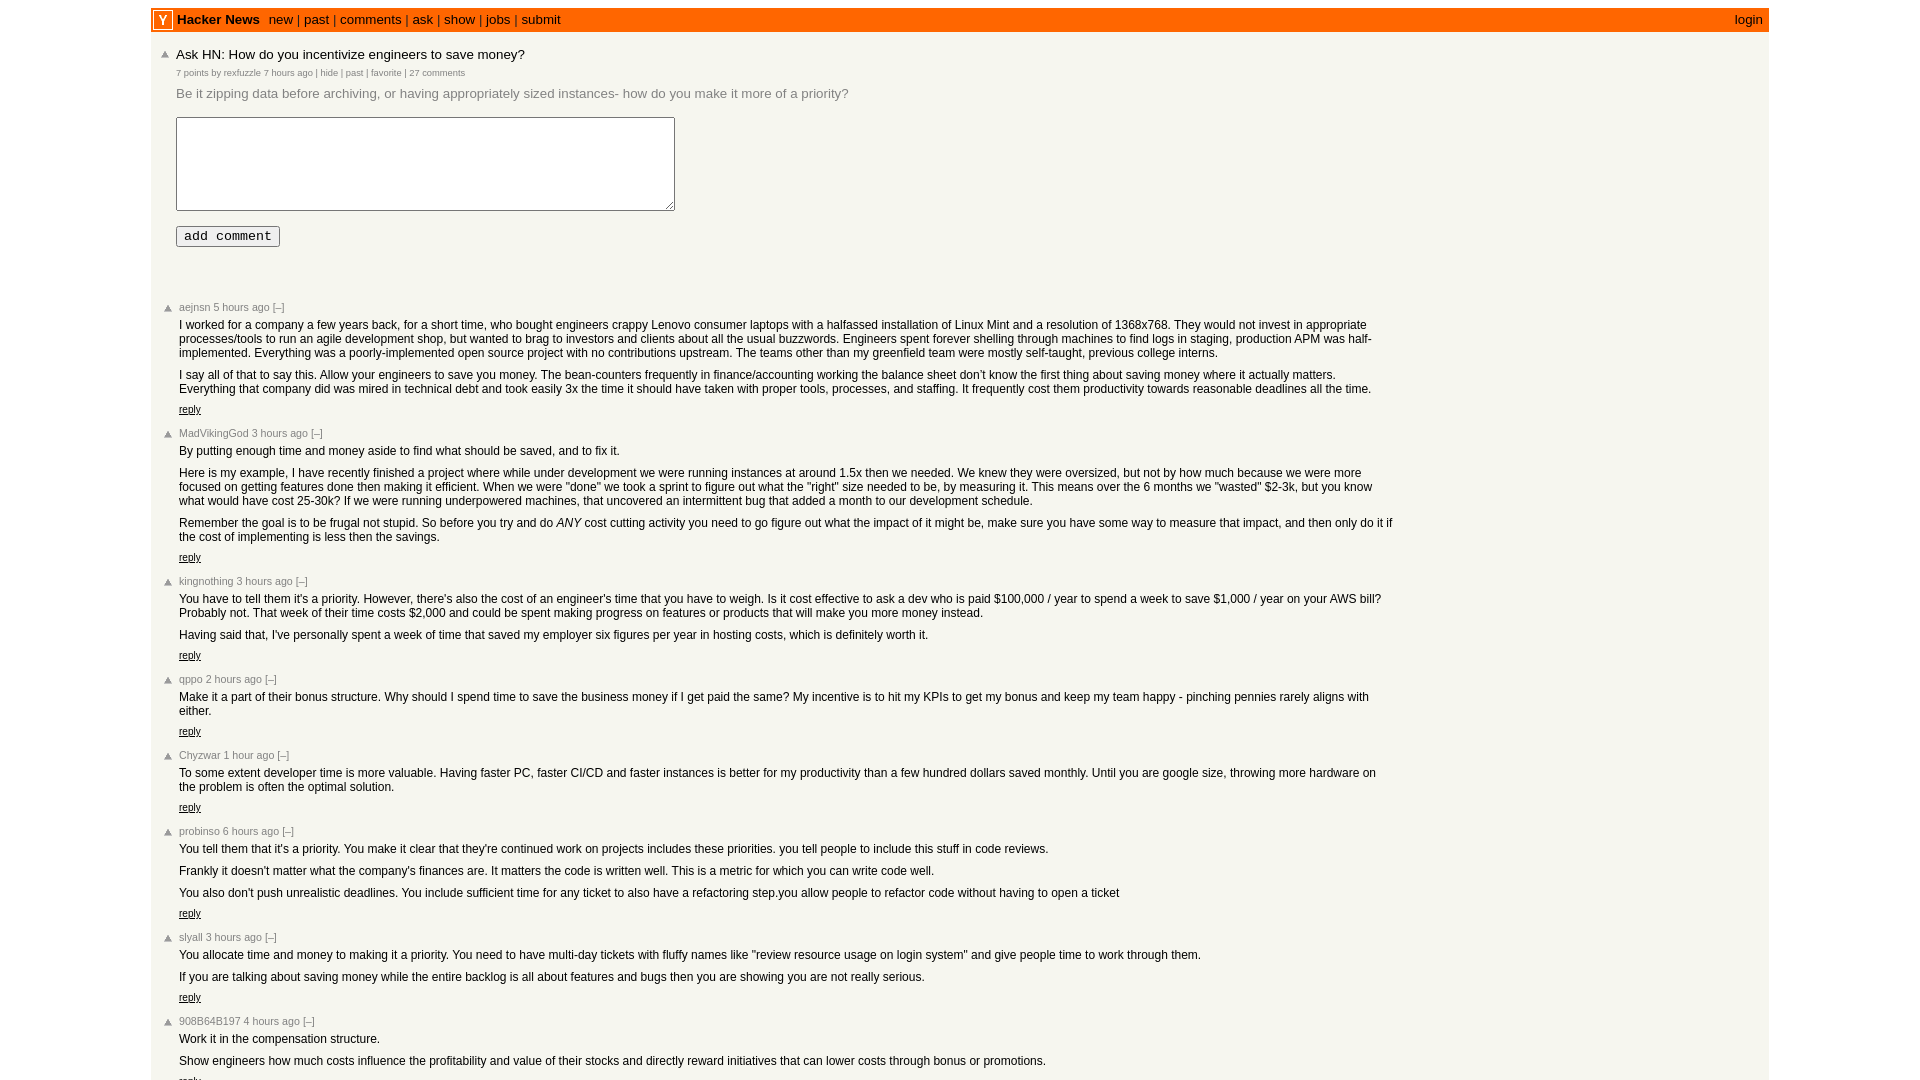 Y Hacker News new | past | comments | ask | show | jobs | submit login
Ask HN: How do you incentivize engineers to save money?
7 points by rexfuzzle 7 hours ago | hide | past | favorite | 27 comments
Be it zipping data before archiving, or having appropriately sized instances- how do you make it more of a priority?
add comment
aejnsn 5 hours ago [–]
I worked for a company a few years back, for a short time, who bought engineers crappy Lenovo consumer laptops with a halfassed installation of Linux Mint and a resolution of 1368x768. They would not invest in appropriate
processes/tools to run an agile development shop, but wanted to brag to investors and clients about all the usual buzzwords. Engineers spent forever shelling through machines to find logs in staging, production APM was half-
implemented. Everything was a poorly-implemented open source project with no contributions upstream. The teams other than my greenfield team were mostly self-taught, previous college interns.
I say all of that to say this. Allow your engineers to save you money. The bean-counters frequently in finance/accounting working the balance sheet don't know the first thing about saving money where it actually matters.
Everything that company did was mired in technical debt and took easily 3x the time it should have taken with proper tools, processes, and staffing. It frequently cost them productivity towards reasonable deadlines all the time.
reply
MadVikingGod 3 hours ago [–]
By putting enough time and money aside to find what should be saved, and to fix it.
Here is my example, I have recently finished a project where while under development we were running instances at around 1.5x then we needed. We knew they were oversized, but not by how much because we were more
focused on getting features done then making it efficient. When we were "done" we took a sprint to figure out what the "right" size needed to be, by measuring it. This means over the 6 months we "wasted" $2-3k, but you know
what would have cost 25-30k? If we were running underpowered machines, that uncovered an intermittent bug that added a month to our development schedule.
Remember the goal is to be frugal not stupid. So before you try and do ANY cost cutting activity you need to go figure out what the impact of it might be, make sure you have some way to measure that impact, and then only do it if
the cost of implementing is less then the savings.
reply
kingnothing 3 hours ago [–]
You have to tell them it's a priority. However, there's also the cost of an engineer's time that you have to weigh. Is it cost effective to ask a dev who is paid $100,000 / year to spend a week to save $1,000 / year on your AWS bill?
Probably not. That week of their time costs $2,000 and could be spent making progress on features or products that will make you more money instead.
Having said that, I've personally spent a week of time that saved my employer six figures per year in hosting costs, which is definitely worth it.
reply
qppo 2 hours ago [–]
Make it a part of their bonus structure. Why should I spend time to save the business money if I get paid the same? My incentive is to hit my KPIs to get my bonus and keep my team happy - pinching pennies rarely aligns with
either.
reply
Chyzwar 1 hour ago [–]
To some extent developer time is more valuable. Having faster PC, faster CI/CD and faster instances is better for my productivity than a few hundred dollars saved monthly. Until you are google size, throwing more hardware on
the problem is often the optimal solution.
reply
probinso 6 hours ago [–]
You tell them that it's a priority. You make it clear that they're continued work on projects includes these priorities. you tell people to include this stuff in code reviews.
Frankly it doesn't matter what the company's finances are. It matters the code is written well. This is a metric for which you can write code well.
You also don't push unrealistic deadlines. You include sufficient time for any ticket to also have a refactoring step.you allow people to refactor code without having to open a ticket
reply
slyall 3 hours ago [–]
You allocate time and money to making it a priority. You need to have multi-day tickets with fluffy names like "review resource usage on login system" and give people time to work through them.
If you are talking about saving money while the entire backlog is all about features and bugs then you are showing you are not really serious.
reply
908B64B197 4 hours ago [–]
Work it in the compensation structure.
Show engineers how much costs influence the profitability and value of their stocks and directly reward initiatives that can lower costs through bonus or promotions.